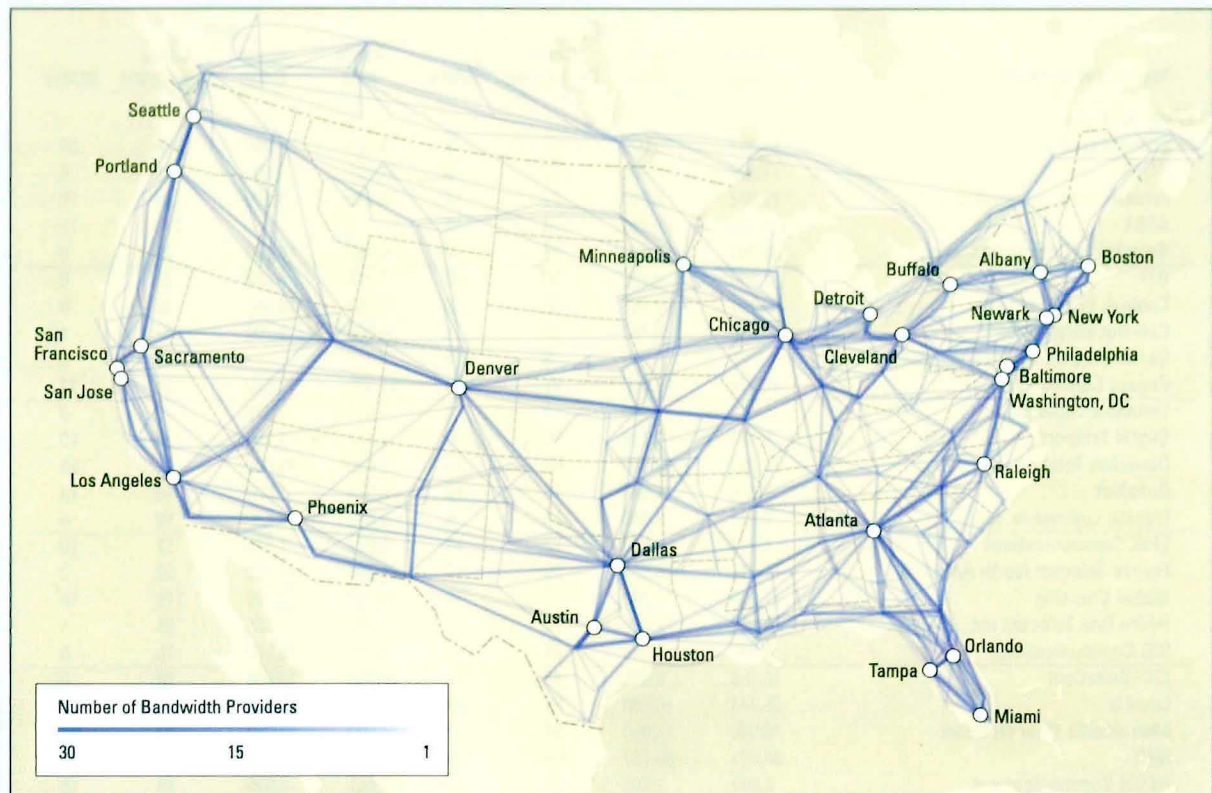 Seattle
Portland
Minneapolis
Buffalo
Albany
Boston
Detroit
Newark
New York
San
Francisco
Sacramento
Chicago
Cleveland
Philadelphia
San Jose
Denver
Baltimore
Washington, DC
Los Angeles
Raleigh
Phoenix
Atlanta
Dallas
Austin
Houston
Orlando
Tampa
Miami
Number of Bandwidth Providers
30 15 1